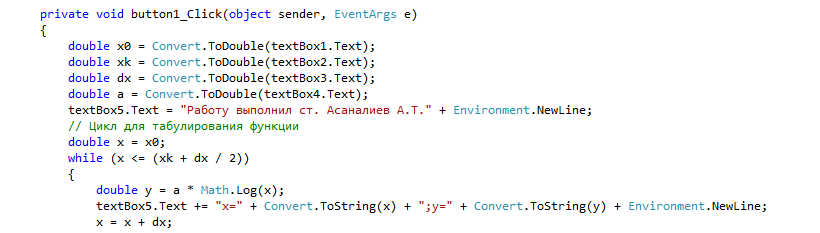 private void button1_Click(object sender, EventArgs e)
{
double x0 = Convert.ToDouble(textBox1.Text);
double xk = Convert.ToDouble(textBox2.Text);
double dx = Convert.ToDouble(textBox3.Text);
double a = Convert.ToDouble(textBox4.Text);
textBox5.Text = "Работу выполнил ст. Асаналиев А.Т." + Environment.NewLine;
// Цикл для табулирования функции
double x = x0;
while (x <= (xk + dx / 2))
{
double y = a * Math.Log(x);
textBox5.Text += "x=" + Convert.ToString(x) + ";y=" + Convert.ToString(y) + Environment.NewLine;
x = x + dx;